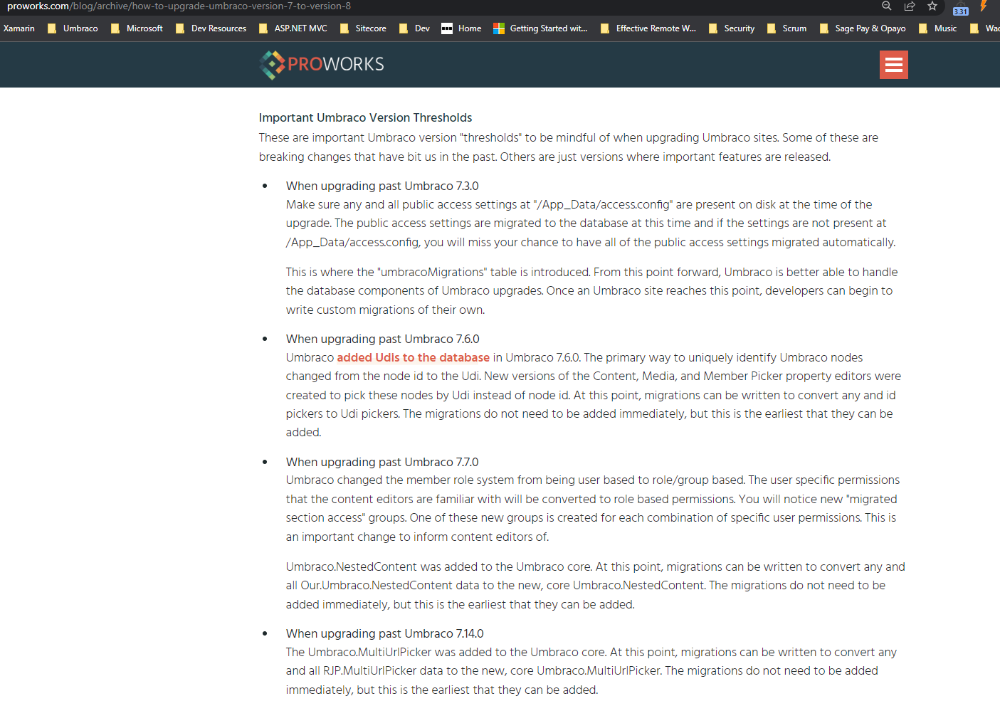 proworks.com/blog/archive/how-to-upgrade-umbraco-version-7-to-version-8
3.31
Xamarin Umbraco Microsoft Dev Resources ASP.NET MVC Sitecore Dev Home Getting Started wit... Effective Remote W... Security Scrum Sage Pay & Opayo Music
PROWORKS
Important Umbraco Version Thresholds
These are important Umbraco version "thresholds" to be mindful of when upgrading Umbraco sites. Some of these are
breaking changes that have bit us in the past. Others are just versions where important features are released.
• When upgrading past Umbraco 7.3.0
Make sure any and all public access settings at "/App_Data/access.config" are present on disk at the time of the
upgrade. The public access settings are migrated to the database at this time and if the settings are not present at
/App_Data/access.config, you will miss your chance to have all of the public access settings migrated automatically.
This is where the "umbracoMigrations" table is introduced. From this point forward, Umbraco is better able to handle
the database components of Umbraco upgrades. Once an Umbraco site reaches this point, developers can begin to
write custom migrations of their own.
• When upgrading past Umbraco 7.6.0
Umbraco added Udis to the database in Umbraco 7.6.0. The primary way to uniquely identify Umbraco nodes
changed from the node id to the Udi. New versions of the Content, Media, and Member Picker property editors were
created to pick these nodes by Udi instead of node id. At this point, migrations can be written to convert any and id
pickers to Udi pickers. The migrations do not need to be added immediately, but this is the earliest that they can be
added.
• When upgrading past Umbraco 7.7.0
Umbraco changed the member role system from being user based to role/group based. The user specific permissions
that the content editors are familiar with will be converted to role based permissions. You will notice new "migrated
section access" groups. One of these new groups is created for each combination of specific user permissions. This is
an important change to inform content editors of.
Umbraco.NestedContent was added to the Umbraco core. At this point, migrations can be written to convert any and
all Our.Umbraco.NestedContent data to the new, core Umbraco.NestedContent. The migrations do not need to be
added immediately, but this is the earliest that they can be added.
• When upgrading past Umbraco 7.14.0
The Umbraco.MultiUrlPicker was added to the Umbraco core. At this point, migrations can be written to convert any
and all RJP.MultiUrlPicker data to the new, core Umbraco.MultiUrlPicker. The migrations do not need to be added
immediately, but this is the earliest that they can be added.